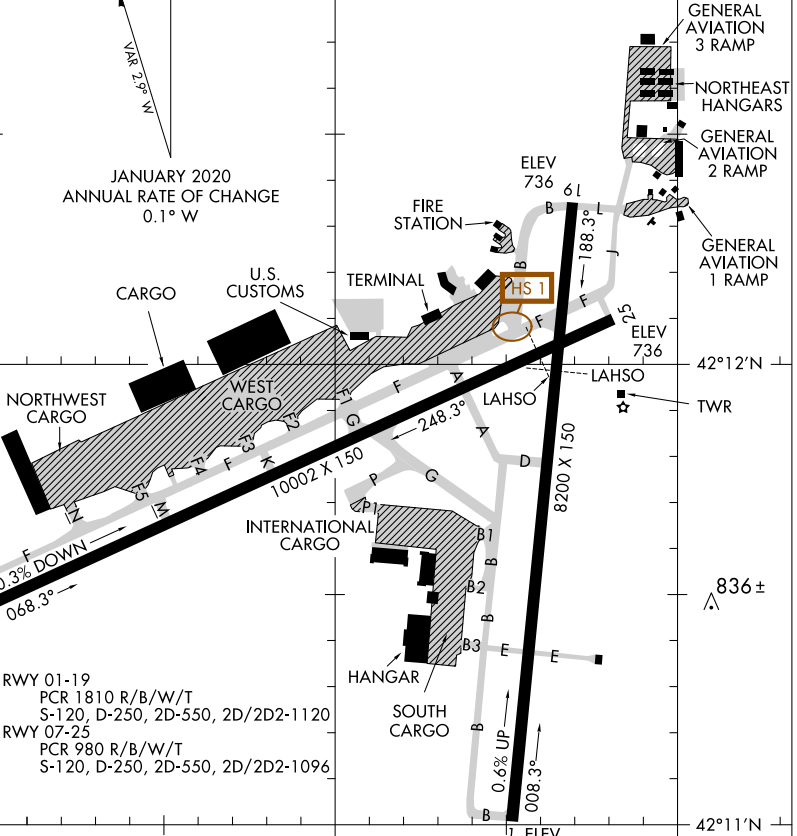 GENERAL
AVIATION
3 RAMP
NORTHEAST
HANGARS
GENERAL
AVIATION
2 RAMP
GENERAL
AVIATION
1 RAMP
VAR 2.9° W
JANUARY 2020
ANNUAL RATE OF CHANGE
0.1° W
ELEV
736
19
B
L
188.3°
J
FIRE
STATION
B
HS 1
F
F
25
ELEV
736
U.S.
CUSTOMS
TERMINAL
CARGO
42°12'N
LAHSO
LAHSO
TWR
NORTHWEST
CARGO
WEST
CARGO
F
A
A
F1
G
F2
F3
F4
F5
F
K
M
N
248.3°
10002 X 150
D
8200 X 150
P
G
P1
INTERNATIONAL
CARGO
B1
B
B2
B
B3
E
E
F
0.3% DOWN
068.3°
836 ±
HANGAR
SOUTH
CARGO
RWY 01-19
PCR 1810 R/B/W/T
S-120, D-250, 2D-550, 2D/2D2-1120
RWY 07-25
PCR 980 R/B/W/T
S-120, D-250, 2D-550, 2D/2D2-1096
B
0.6% UP
008.3°
B
42°11'N
1
ELEV